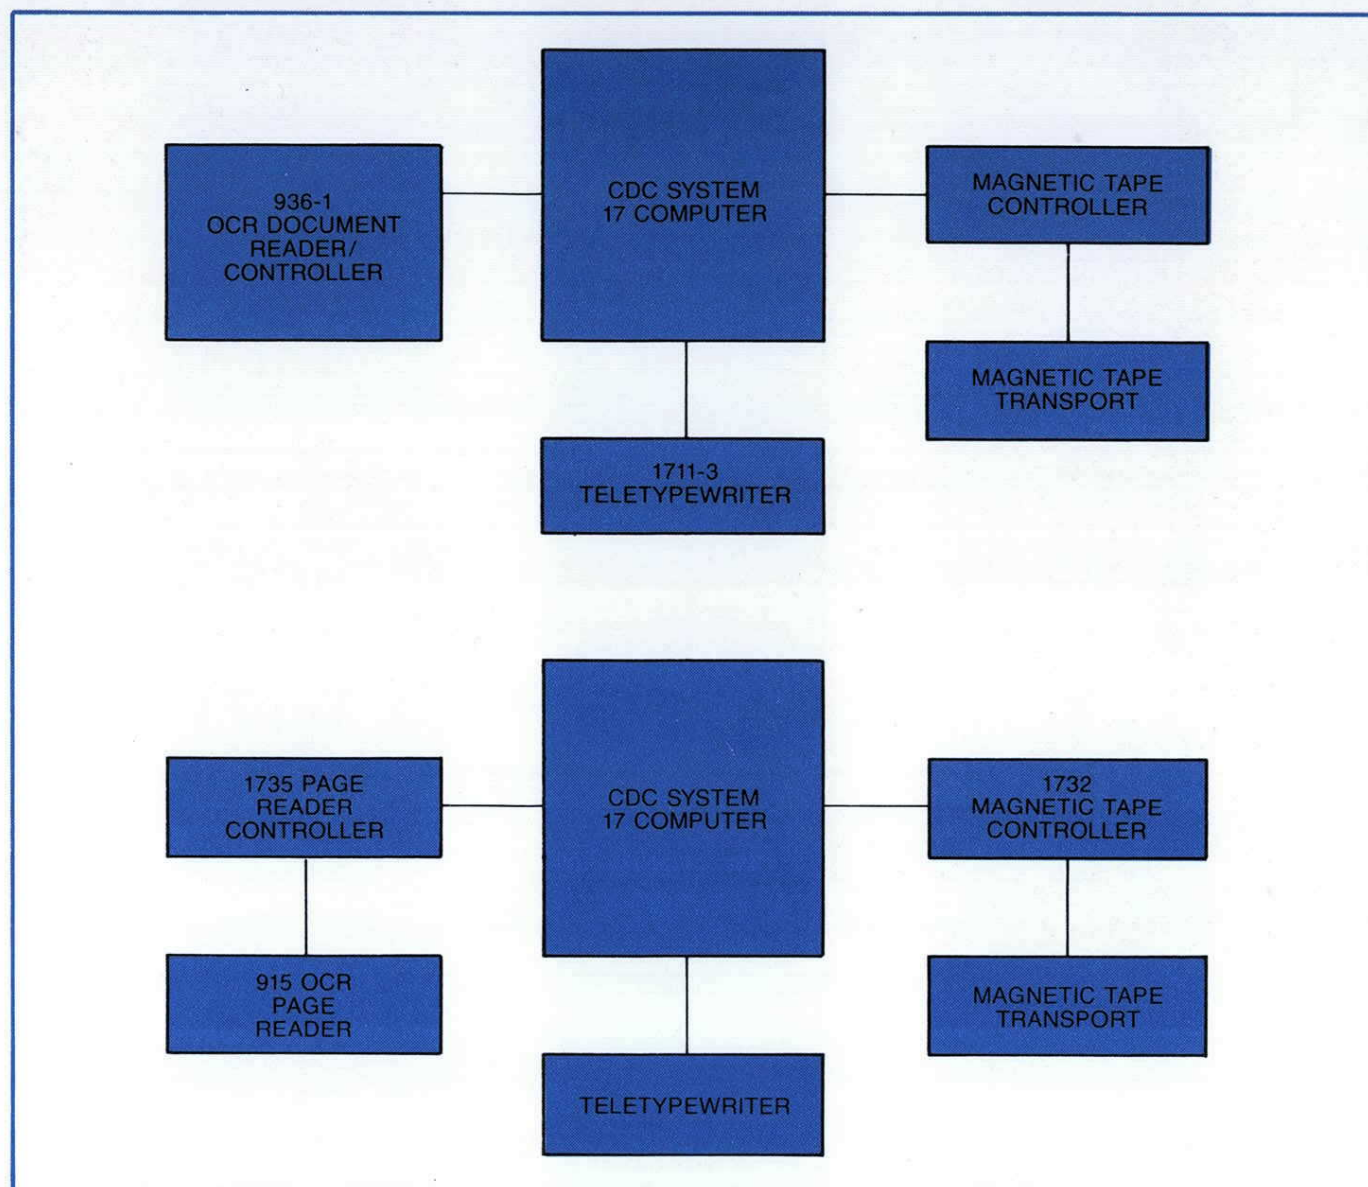 936-1
OCR DOCUMENT
READER/
CONTROLLER
CDC SYSTEM
17 COMPUTER
MAGNETIC TAPE
CONTROLLER
MAGNETIC TAPE
TRANSPORT
1711-3
TELETYPEWRITER
1735 PAGE
READER
CONTROLLER
CDC SYSTEM
17 COMPUTER
1732
MAGNETIC TAPE
CONTROLLER
915 OCR
PAGE
READER
MAGNETIC TAPE
TRANSPORT
TELETYPEWRITER